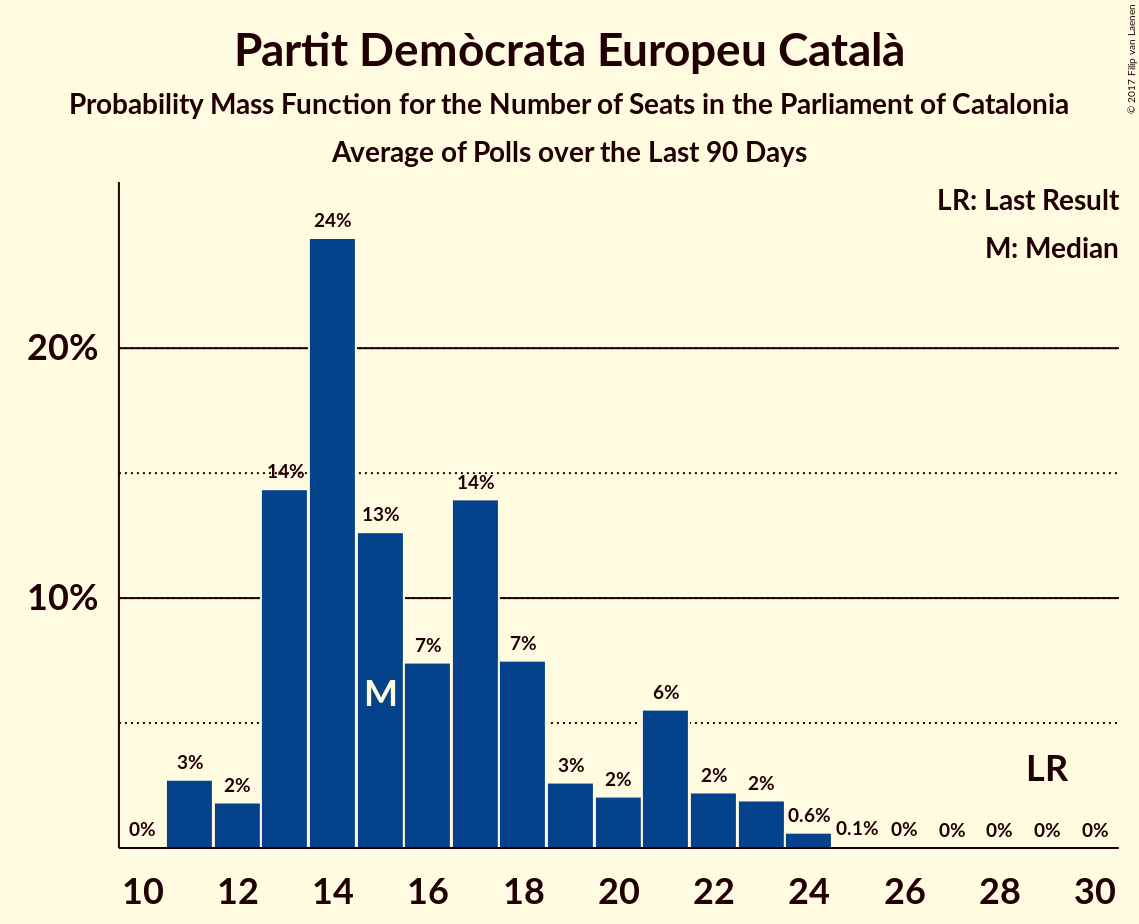 Partit Demòcrata Europeu Català
Probability Mass Function for the Number of Seats in the Parliament of Catalonia
Average of Polls over the Last 90 Days
© 2017 Filip van Laenen
LR: Last Result
M: Median
20%
10%
0%
3%
2%
14%
24%
13%
7%
14%
7%
3%
2%
6%
2%
2%
0.6%
0.1%
0%
0%
0%
0%
0%
M
LR
10 12 14 16 18 20 22 24 26 28 30